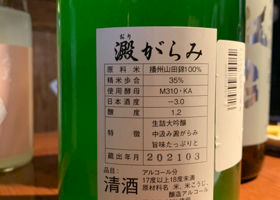 おり
澱がらみ
原料米 播州山田錦100%
精米歩合 35%
使用酵母 M310・KA
日本酒度 −3.0
酸度 1.2
特徴 生詰大吟醸
中汲み澱がらみ
旨味たっぷりと
蔵出年月 202103
品目:
清酒
アルコール分
17度以上18度未満
原材料名 米、米こうじ、
醸造アルコール